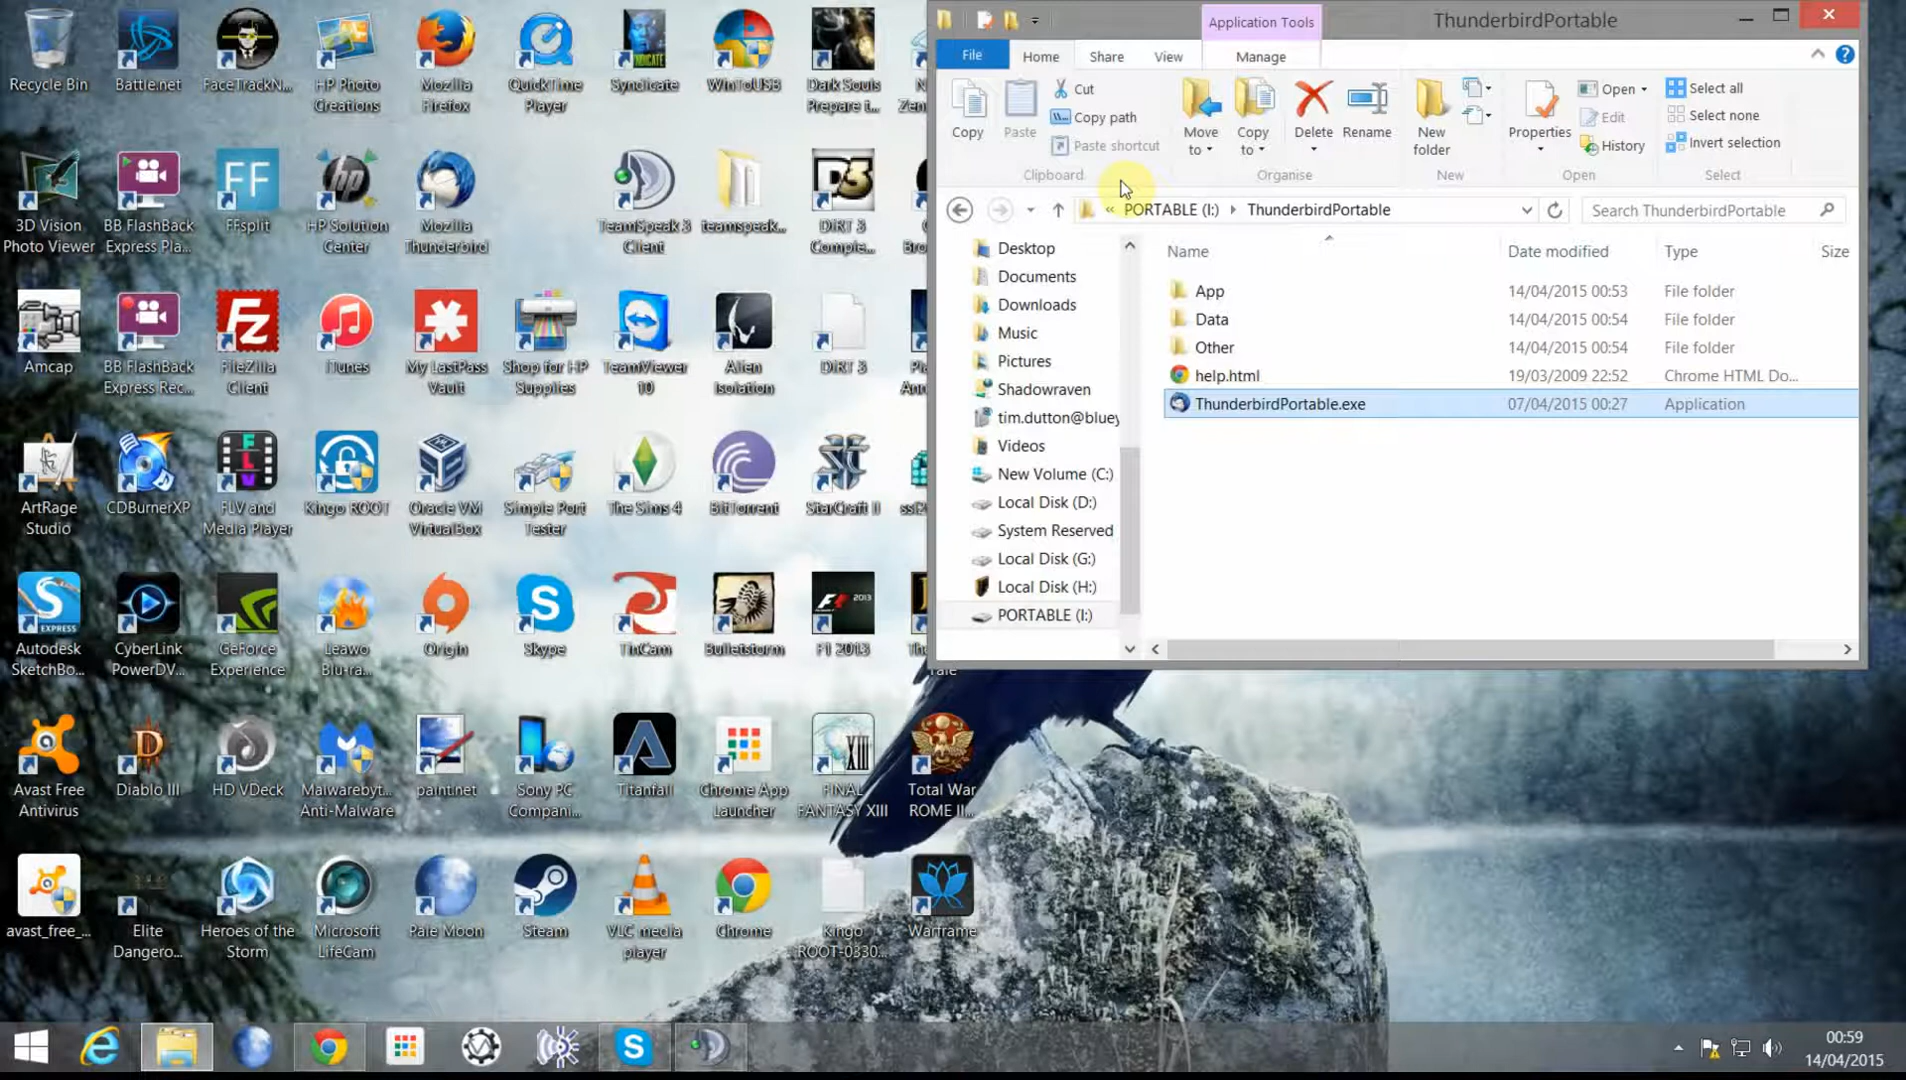 Recycle Bin
Battle.net
FaceTrackN...
HP Photo
Creations
Mozilla
Firefox
QuickTime
Player
Syndicate
WinToUSB
Dark Souls
Prepare t...
3D Vision
Photo Viewer
BB FlashBack
Express Pla...
FFsplit
HP Solution
Center
Mozilla
Thunderbird
TeamSpeak 3
Client
teamspeak...
DiRT 3
Comple...
Amcap
BB FlashBack
Express Rec...
FileZilla
Client
iTunes
My LastPass
Vault
Shop for HP
Supplies
TeamViewer
10
Alien
Isolation
DiRT 3
ArtRage
Studio
CDBurnerXP
FLV and
Media Player
Kingo ROOT
Oracle VM
VirtualBox
Simple Port
Tester
The Sims 4
BitTorrent
StarCraft II
Autodesk
SketchBo...
CyberLink
PowerDV...
GeForce
Experience
Leawo
Blu-ra...
Origin
Skype
TinCam
Bulletstorm
F1 2013
Tale
Avast Free
Antivirus
Diablo III
HD VDeck
Malwarebyt...
Anti-Malware
paint.net
Sony PC
Compani...
Titanfall
Chrome App
Launcher
FINAL
FANTASY XIII
Total War
ROME II...
avast_free_...
Elite
Dangero...
Heroes of the
Storm
Microsoft
LifeCam
Pale Moon
Steam
VLC media
player
Chrome
Kingo
ROOT-0330...
Warframe
Application Tools
ThunderbirdPortable
File
Home
Share
View
Manage
Copy
Paste
Cut
Copy path
Paste shortcut
Clipboard
Move
to
Copy
to
Delete
Rename
Organise
New
folder
New
Properties
Open
Edit
History
Open
Select all
Select none
Invert selection
Select
« PORTABLE (I:)
ThunderbirdPortable
Search ThunderbirdPortable
Desktop
Documents
Downloads
Music
Pictures
Shadowraven
tim.dutton@bluey
Videos
New Volume (C:)
Local Disk (D:)
System Reserved
Local Disk (G:)
Local Disk (H:)
PORTABLE (I:)
Name Date modified Type Size
App 14/04/2015 00:53 File folder
Data 14/04/2015 00:54 File folder
Other 14/04/2015 00:54 File folder
help.html 19/03/2009 22:52 Chrome HTML Do...
ThunderbirdPortable.exe 07/04/2015 00:27 Application
00:59
14/04/2015